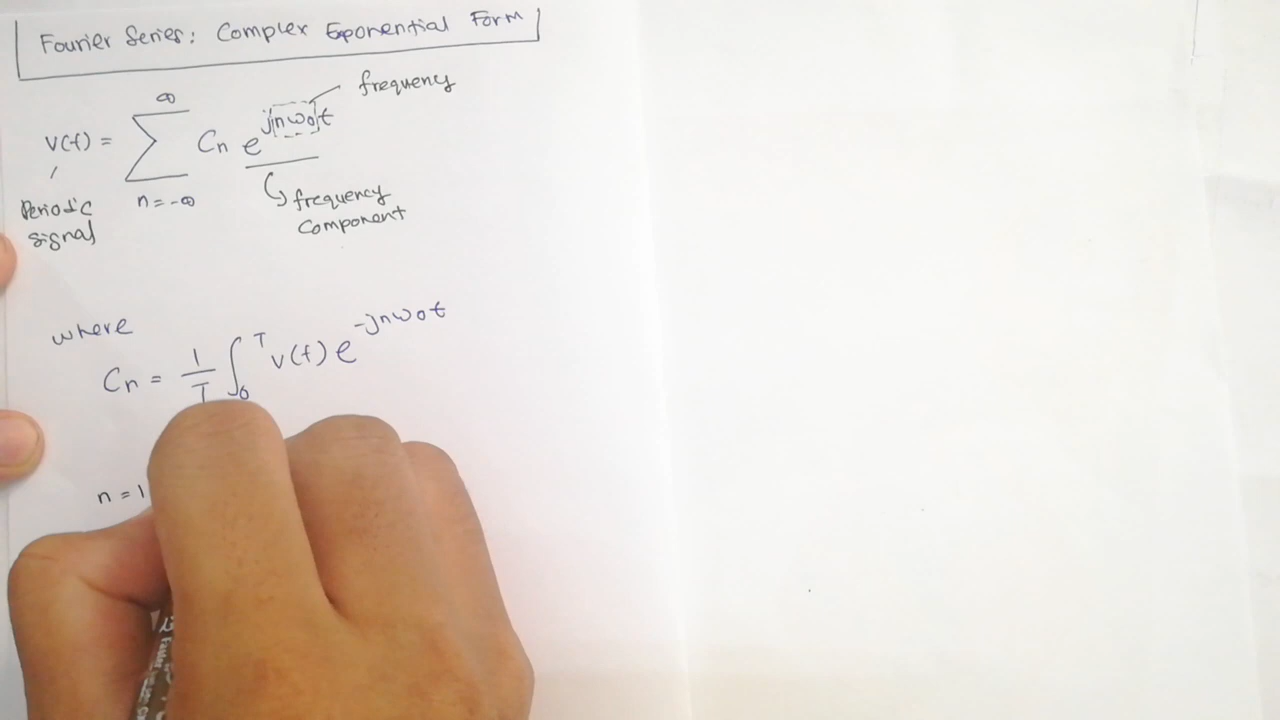 Fourier Series: Complex Exponential Form
frequency
v(t) = ∞ ∑ n = -∞ Cn e^jnω0t
Periodic signal
frequency component
where
Cn = 1/T ∫0^T v(t) e^-jnω0t
n = 1